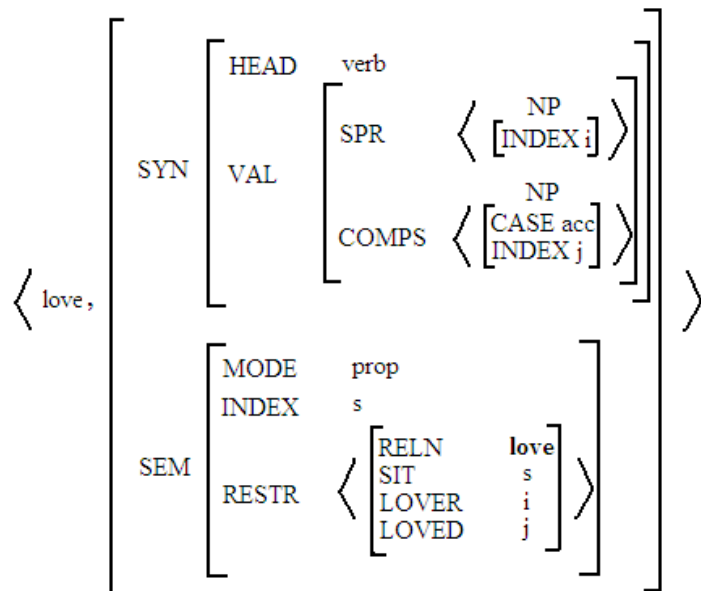 HEAD verb
NP
SPR [INDEX i]
SYN VAL
NP
CASE acc
COMPS INDEX j
love ,
MODE prop
INDEX s
RELN love
SIT s
SEM RESTR LOVER i
LOVED j